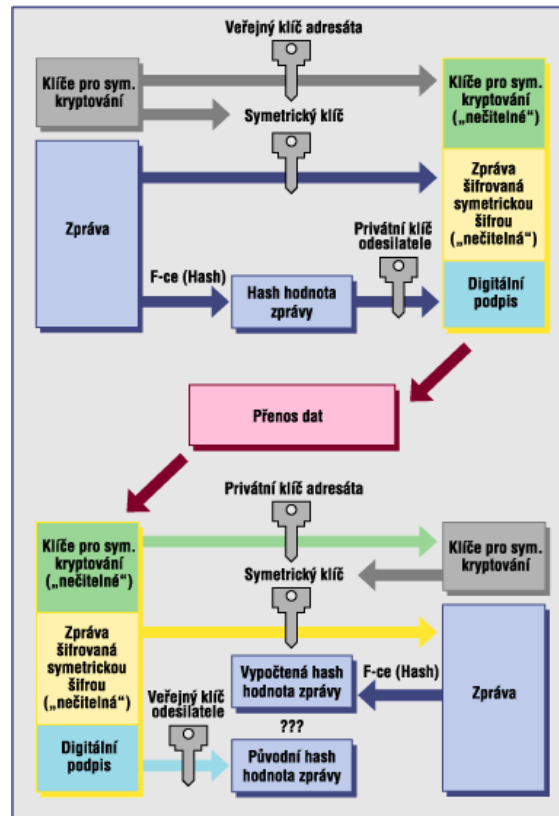 Veřejný klíč adresáta
Klíče pro sym.
kryptování
Symetrický klíč
Klíče pro sym.
kryptování
(„nečitelné“)
Zpráva
Zpráva
šifrovaná
symetrickou
šifrou
(„nečitelná“)
Privátní klíč
odesilatele
F-ce (Hash)
Hash hodnota
zprávy
Digitální
podpis
Přenos dat
Privátní klíč adresáta
Klíče pro sym.
kryptování
(„nečitelné“)
Klíče pro sym.
kryptování
Symetrický klíč
Zpráva
šifrovaná
symetrickou
šifrou
(„nečitelná“)
Vypočtená hash
hodnota zprávy
F-ce (Hash)
Zpráva
Veřejný klíč
odesilatele
???
Digitální
podpis
Původní hash
hodnota zprávy